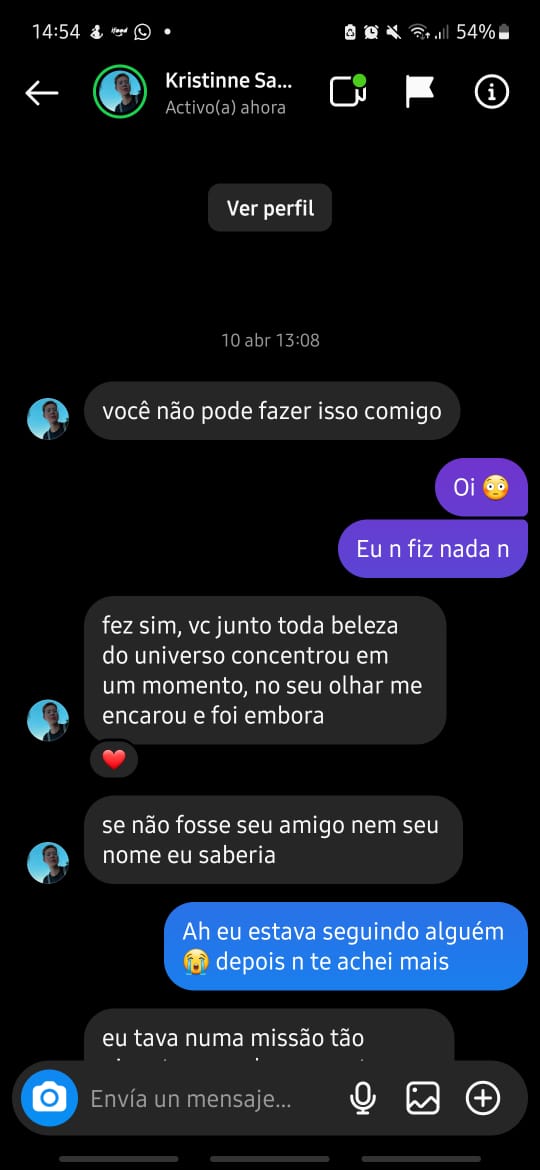 14:54
54%
Kristinne Sa...
Activo(a) ahora
Ver perfil
10 abr 13:08
você não pode fazer isso comigo
Oi 😳
Eu n fiz nada n
fez sim, vc junto toda beleza
do universo concentrou em
um momento, no seu olhar me
encarou e foi embora
❤️
se não fosse seu amigo nem seu
nome eu saberia
Ah eu estava seguindo alguém
😭 depois n te achei mais
eu tava numa missão tão
Envía un mensaje...